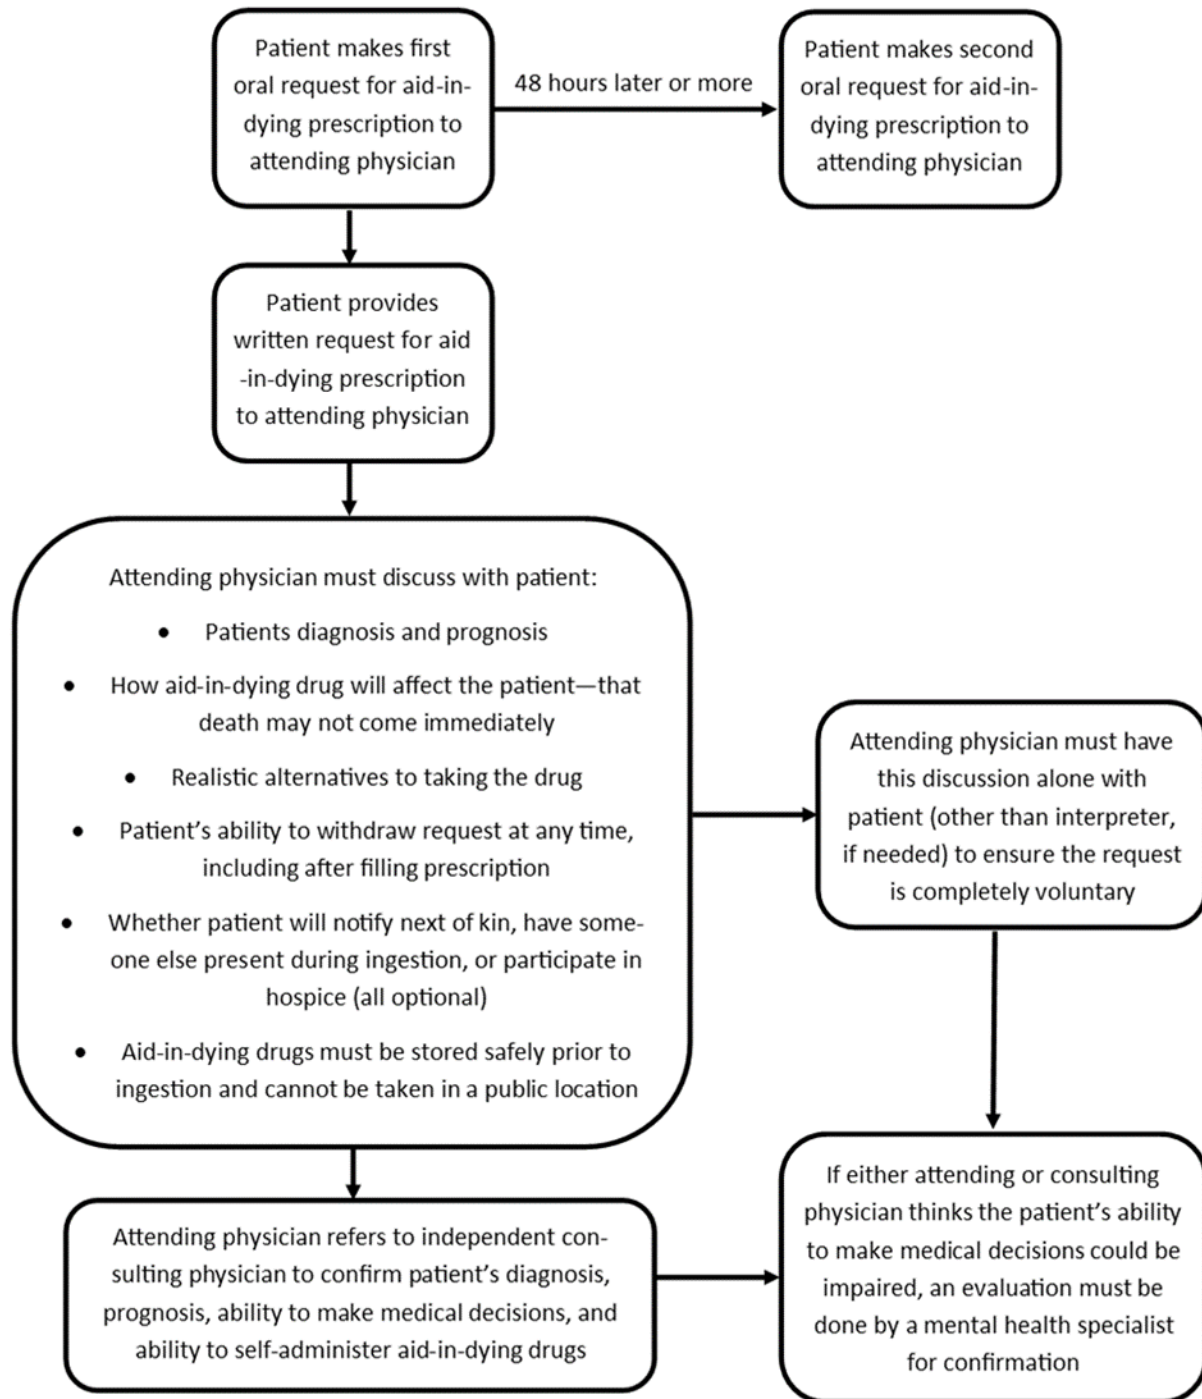 Patient makes first
oral request for aid-in-
dying prescription to
attending physician
48 hours later or more
Patient makes second
oral request for aid-in-
dying prescription to
attending physician
Patient provides
written request for aid
-in-dying prescription
to attending physician
Attending physician must discuss with patient:
• Patients diagnosis and prognosis
• How aid-in-dying drug will affect the patient—that
death may not come immediately
• Realistic alternatives to taking the drug
• Patient's ability to withdraw request at any time,
including after filling prescription
• Whether patient will notify next of kin, have some-
one else present during ingestion, or participate in
hospice (all optional)
• Aid-in-dying drugs must be stored safely prior to
ingestion and cannot be taken in a public location
Attending physician must have
this discussion alone with
patient (other than interpreter,
if needed) to ensure the request
is completely voluntary
Attending physician refers to independent con-
sulting physician to confirm patient's diagnosis,
prognosis, ability to make medical decisions, and
ability to self-administer aid-in-dying drugs
If either attending or consulting
physician thinks the patient's ability
to make medical decisions could be
impaired, an evaluation must be
done by a mental health specialist
for confirmation